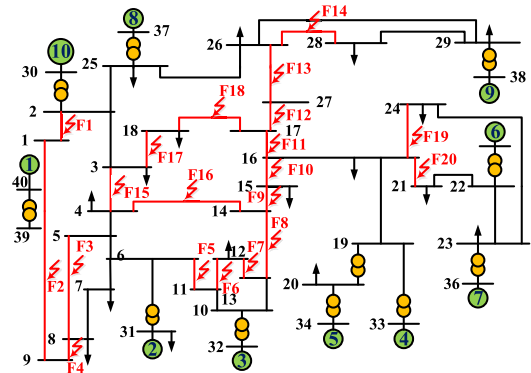 8 37 F14
10 26 28 29
25
30 F13 38
9
2 F18 27 24 6
F1 F12
18 17 F19
1 F11
1 3 F17 16 F20
40 F15 F16 F10 21 22
15
F9
39 4 14 F8
5 F3 6 F5 12 F7 19 23
F2 7 11 F6 20 36
13 7
10
31 34 33
8 32
9 F4 2 3 5 4